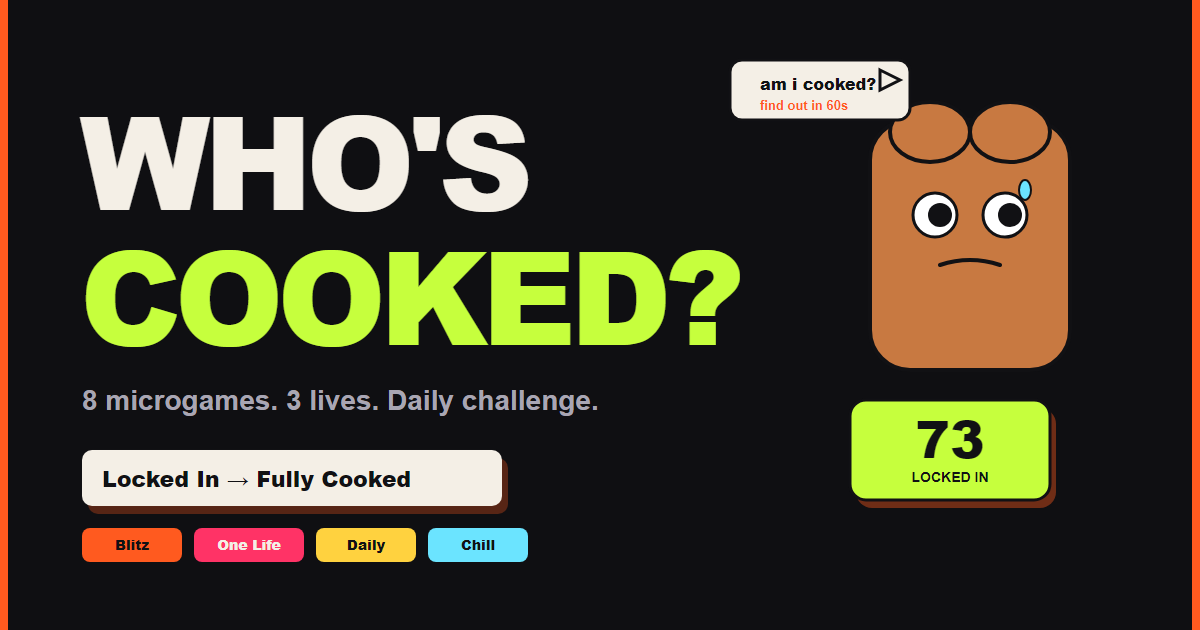 WHO'S
COOKED?
8 microgames. 3 lives. Daily challenge.
Locked In → Fully Cooked
Blitz
One Life
Daily
Chill
am i cooked?
find out in 60s
73
LOCKED IN